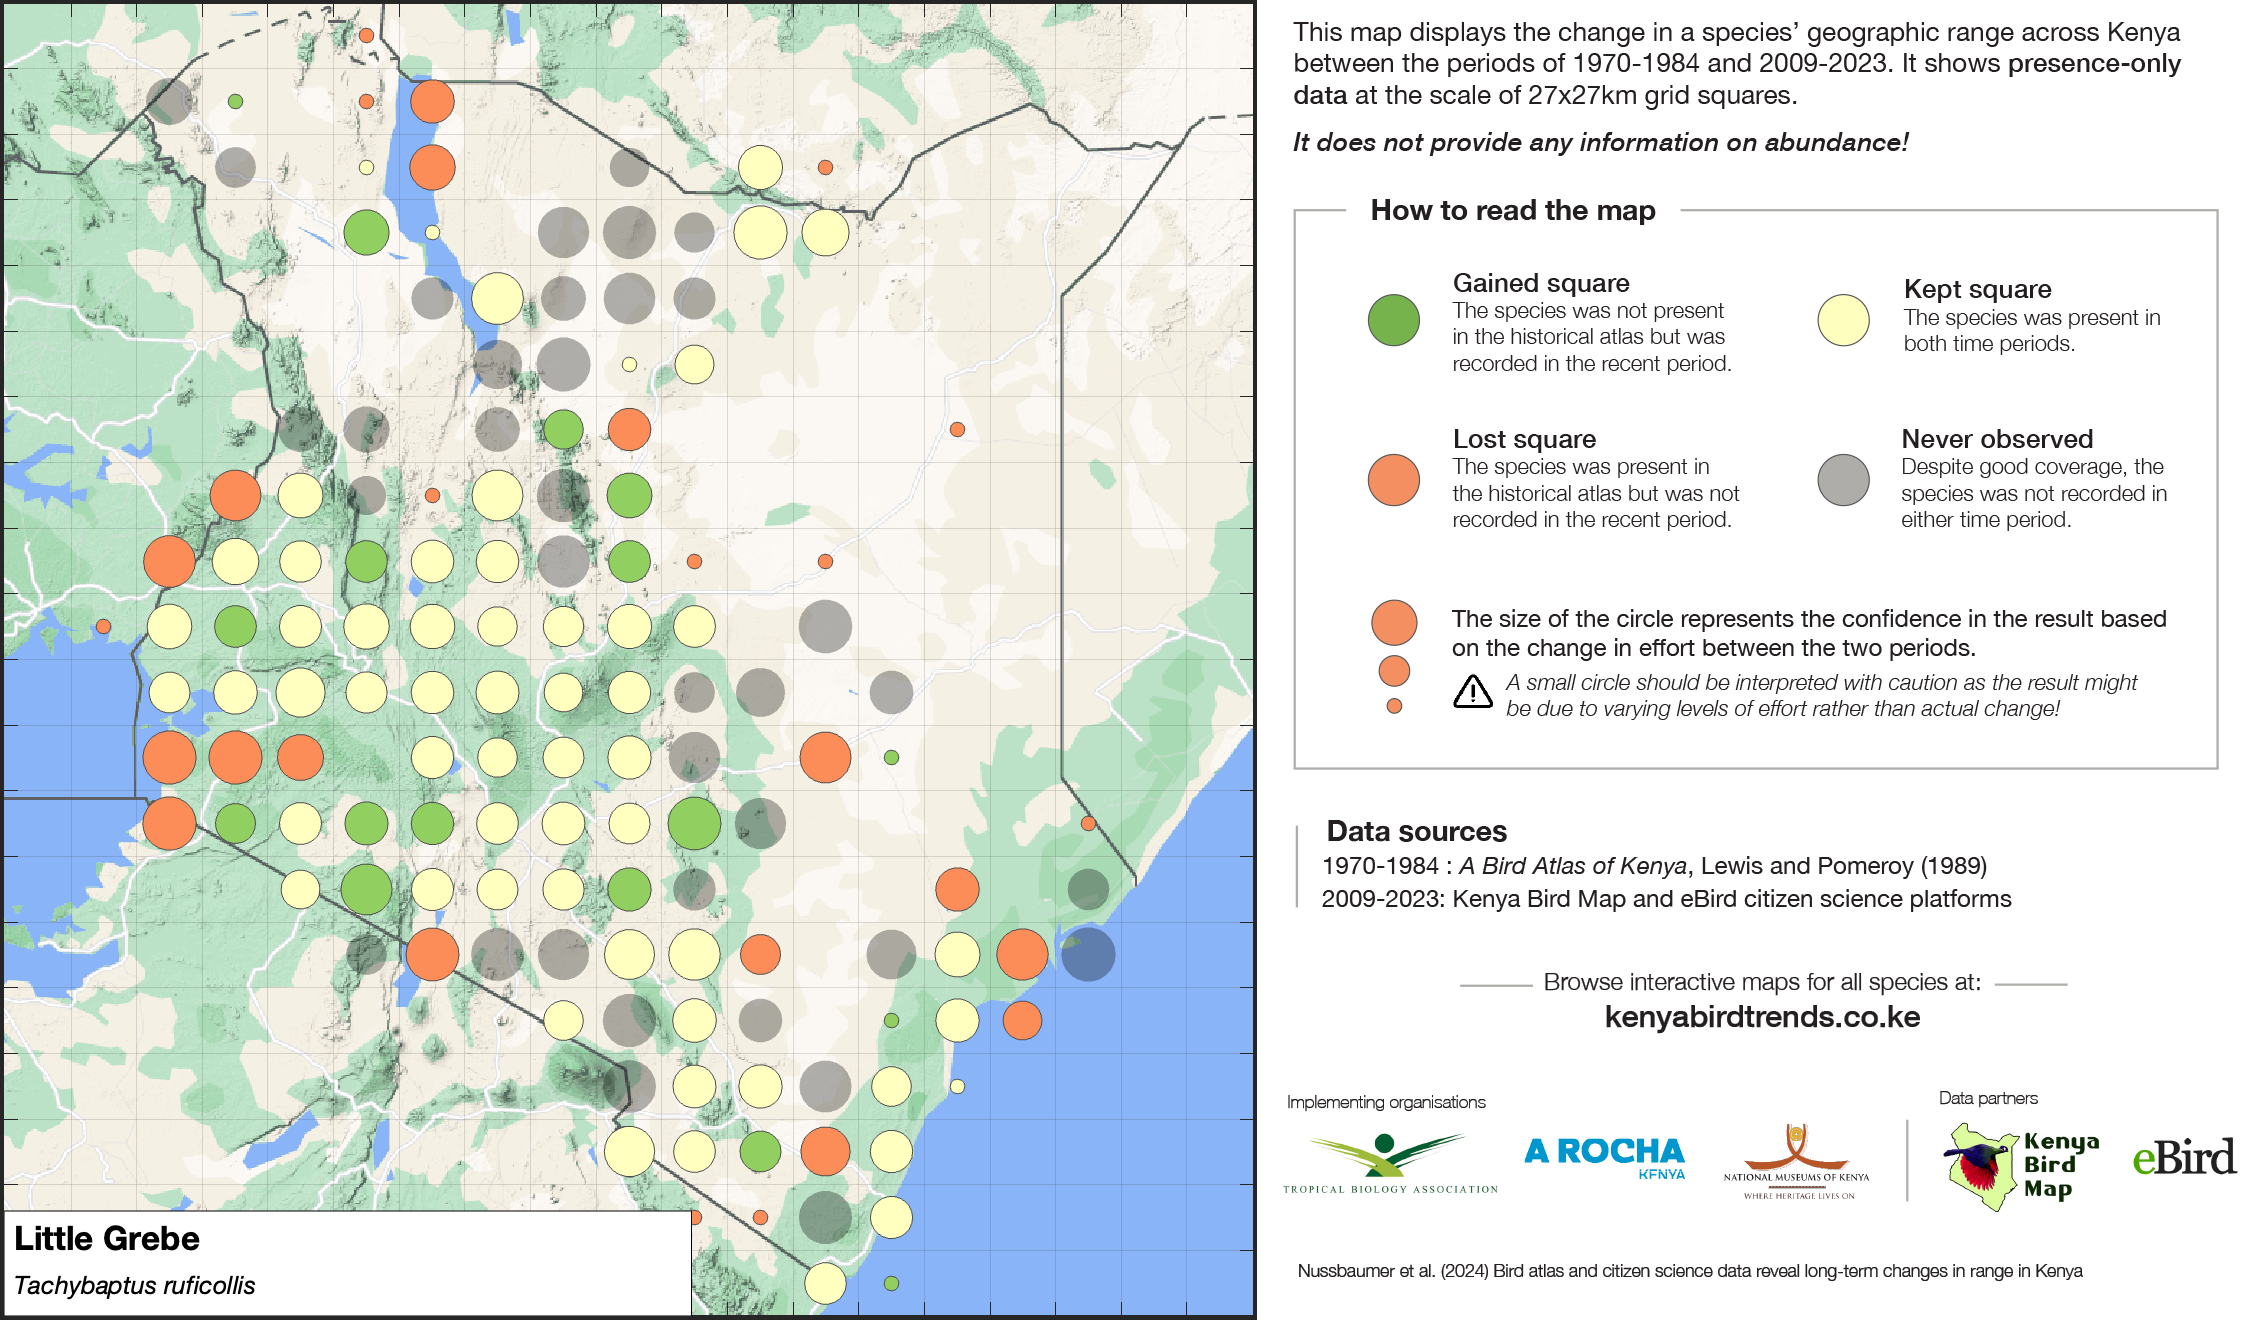 This map displays the change in a species’ geographic range across Kenya
between the periods of 1970-1984 and 2009-2023. It shows presence-only
data at the scale of 27x27km grid squares.
It does not provide any information on abundance!
How to read the map
Gained square
The species was not present
in the historical atlas but was
recorded in the recent period.
Kept square
The species was present in
both time periods.
Lost square
The species was present in
the historical atlas but was not
recorded in the recent period.
Never observed
Despite good coverage, the
species was not recorded in
either time period.
The size of the circle represents the confidence in the result based
on the change in effort between the two periods.
A small circle should be interpreted with caution as the result might
be due to varying levels of effort rather than actual change!
Data sources
1970-1984 : A Bird Atlas of Kenya, Lewis and Pomeroy (1989)
2009-2023: Kenya Bird Map and eBird citizen science platforms
Browse interactive maps for all species at:
kenyabirdtrends.co.ke
Implementing organisations
Data partners
TROPICAL BIOLOGY ASSOCIATION
A ROCHA
KENYA
NATIONAL MUSEUMS OF KENYA
WHERE HERITAGE LIVES ON
Kenya
Bird
Map
eBird
Nussbaumer et al. (2024) Bird atlas and citizen science data reveal long-term changes in range in Kenya
Little Grebe
Tachybaptus ruficollis